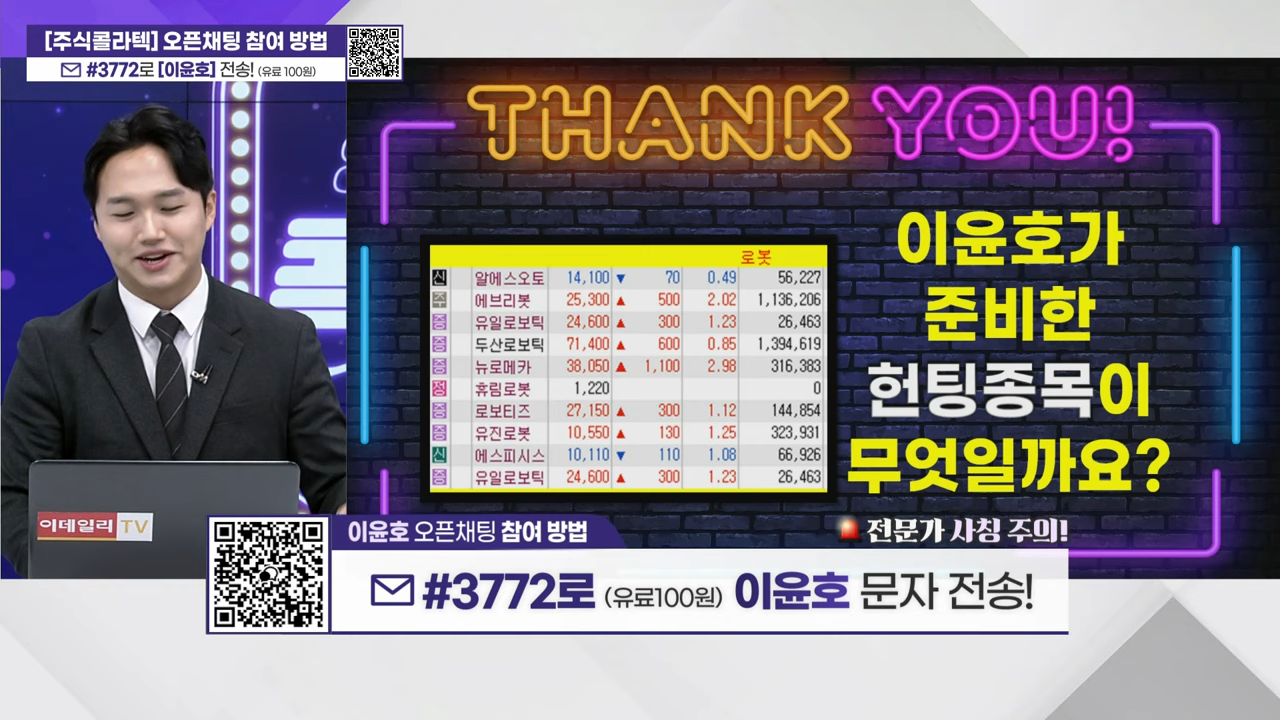 [주식콜라텍] 오픈채팅 참여 방법
#3772로 [이윤호] 전송! (유료 100원)
THANK YOU!
로봇
신 알에스오토 14,100 ▼ 70 0.49 56,227
주 에브리봇 25,300 ▲ 500 2.02 1,136,206
증 유일로보틱 24,600 ▲ 300 1.23 26,463
증 두산로보틱 71,400 ▲ 600 0.85 1,394,619
증 뉴로메카 38,050 ▲ 1,100 2.98 316,383
정 휴림로봇 1,220 0
증 로보티즈 27,150 ▲ 300 1.12 144,854
증 유진로봇 10,550 ▲ 130 1.25 323,931
신 에스피시스 10,110 ▼ 110 1.08 66,926
증 유일로보틱 24,600 ▲ 300 1.23 26,463
이윤호가
준비한
헌팅종목이
무엇일까요?
전문가 사칭 주의!
이데일리 TV
이윤호 오픈채팅 참여 방법
#3772로 (유료100원) 이윤호 문자 전송!